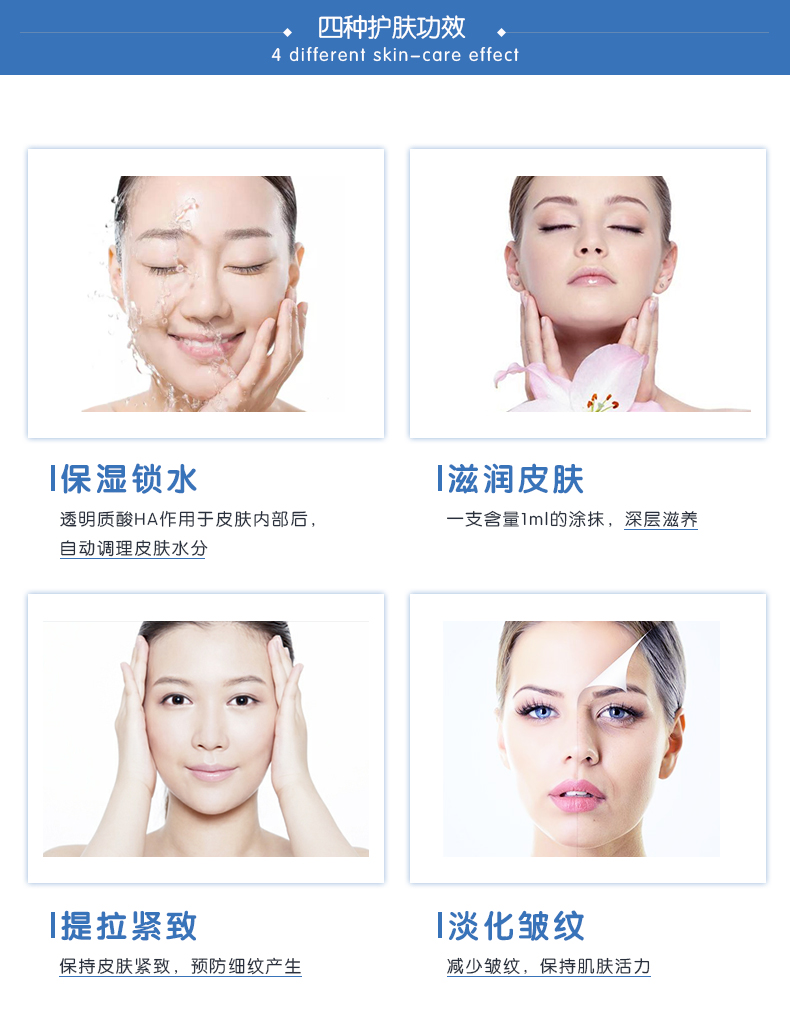 四种护肤功效
4 different skin-care effect
保湿锁水
透明质酸HA作用于皮肤内部后，
自动调理皮肤水分
滋润皮肤
一支含量1ml的涂抹，深层滋养
提拉紧致
保持皮肤紧致，预防细纹产生
淡化皱纹
减少皱纹，保持肌肤活力